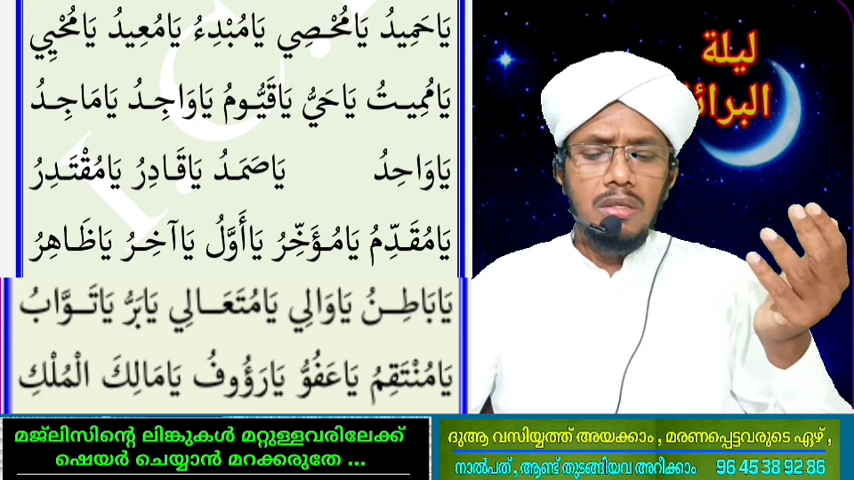 يَاحَمِيدُ يَامُحْصِي يَامُبْدِءُ يَامُعِيدُ يَامُحْيِي
يَامُمِيتُ يَاحَيُّ يَاقَيُّومُ يَاوَاجِدُ يَامَاجِدُ
يَاوَاحِدُ يَاصَمَدُ يَاقَادِرُ يَامُقْتَدِرُ
يَامُقَدِّمُ يَامُؤَخِّرُ يَاأَوَّلُ يَاآخِرُ يَاظَاهِرُ
يَابَاطِنُ يَاوَالِي يَامُتَعَالِي يَابَرُّ يَاتَوَّابُ
يَامُنْتَقِمُ يَاعَفُوُّ يَارَؤُوفُ يَامَالِكَ الْمُلْكِ
ليلة
البرائ
മജ്ലിസിന്റെ ലിങ്കുകൾ മറ്റുള്ളവരിലേക്ക്
ഷെയർ ചെയ്യാൻ മറക്കരുതേ ...
ദുആ വസിയ്യത്ത് അയക്കാം , മരണപ്പെട്ടവരുടെ ഏഴ് ,
നാൽപത് , ആണ്ട് തുടങ്ങിയവ അറീക്കാം 96 45 38 92 86